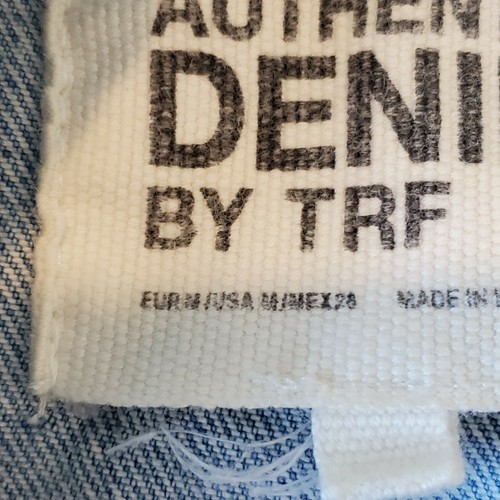 AUTHEN
DENI
BY TRF
EUR M/USA M/MEX 28 MADE IN